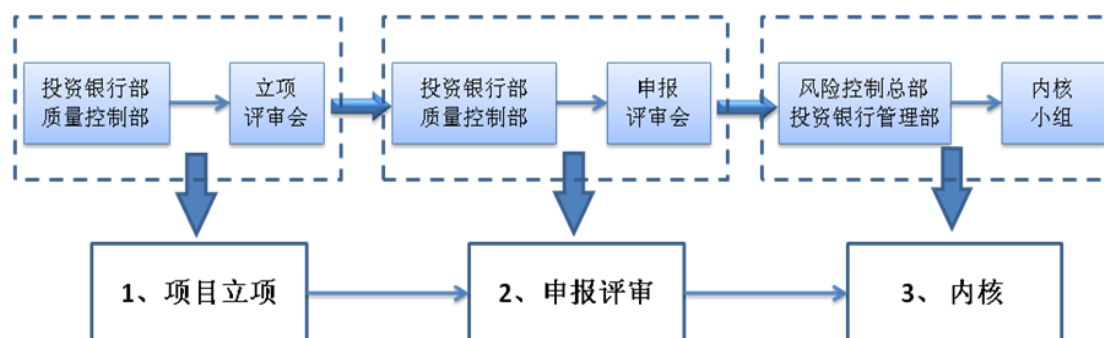 投资银行部
质量控制部
立项
评审会
投资银行部
质量控制部
申报
评审会
风险控制总部
投资银行管理部
内核
小组
1、项目立项
2、申报评审
3、 内核